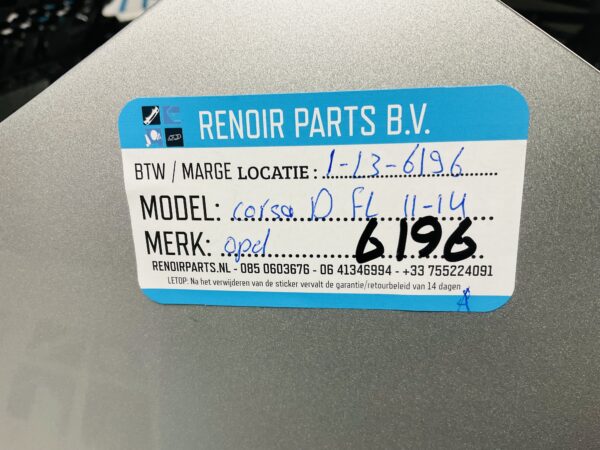 RENOIR PARTS B.V.
BTW / MARGE LOCATIE : 1-L3-6196
MODEL: corsa D FL 11-14
MERK: opel 6196
RENOIRPARTS.NL - 085 0603676 - 06 41346994 - +33 755224091
LETOP: Na het verwijderen van de sticker vervalt de garantie/retourbeleid van 14 dagen